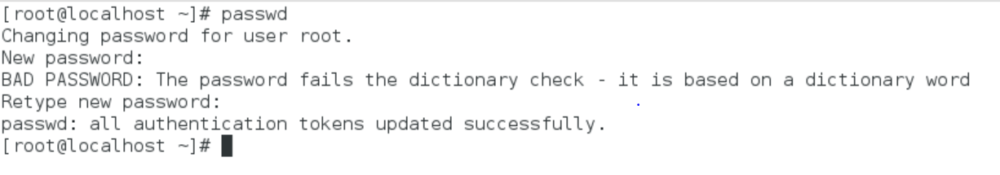 [root@localhost ~]# passwd
Changing password for user root.
New password:
BAD PASSWORD: The password fails the dictionary check - it is based on a dictionary word
Retype new password:
passwd: all authentication tokens updated successfully.
[root@localhost ~]#